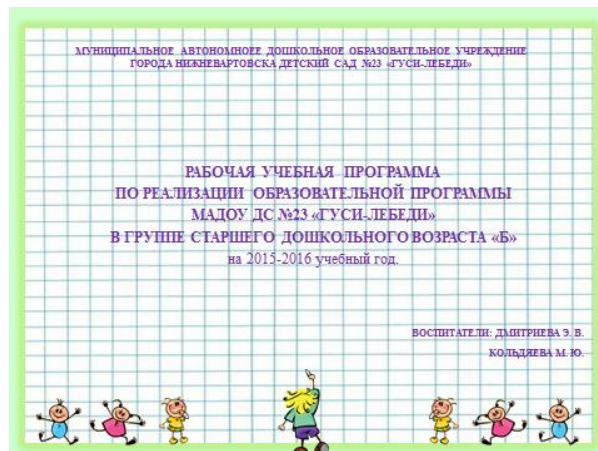 МУНИЦИПАЛЬНОЕ АВТОНОМНОЕЕ ДОШКОЛЬНОЕ ОБРАЗОВАТЕЛЬНОЕ УЧРЕЖДЕНИЕ
ГОРОДА НИЖНЕВАРТОВСКА ДЕТСКИЙ САД №23 «ГУСИ-ЛЕБЕДИ»
РАБОЧАЯ УЧЕБНАЯ ПРОГРАММА
ПО РЕАЛИЗАЦИИ ОБРАЗОВАТЕЛЬНОЙ ПРОГРАММЫ
МАДОУ ДС №23 «ГУСИ-ЛЕБЕДИ»
В ГРУППЕ СТАРШЕГО ДОШКОЛЬНОГО ВОЗРАСТА «Б»
на 2015-2016 учебный год.
ВОСПИТАТЕЛИ: ДМИТРИЕВА Э. В.
КОЛЬДЯЕВА М. Ю.